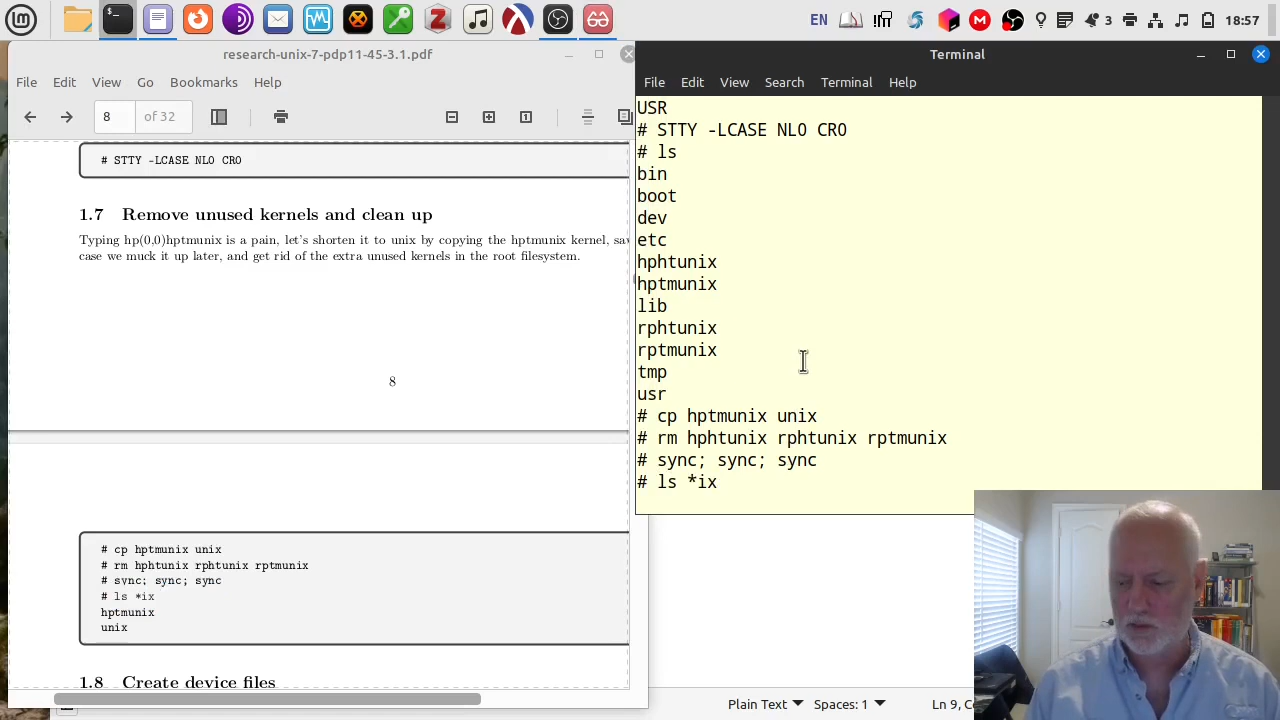 EN
3
18:57
research-unix-7-pdp11-45-3.1.pdf
File Edit View Go Bookmarks Help
8 of 32
# STTY -LCASE NL0 CR0
1.7 Remove unused kernels and clean up
Typing hp(0,0)hptmunix is a pain, let's shorten it to unix by copying the hptmunix kernel,
case we muck it up later, and get rid of the extra unused kernels in the root filesystem.
8
# cp hptmunix unix
# rm hphtunix rphtunix rptmunix
# sync; sync; sync
# ls *ix
hptmunix
unix
1.8 Create device files
Terminal
File Edit View Search Terminal Help
USR
# STTY -LCASE NL0 CR0
# ls
bin
boot
dev
etc
hphtunix
hptmunix
lib
rphtunix
rptmunix
tmp
usr
# cp hptmunix unix
# rm hphtunix rphtunix rptmunix
# sync; sync; sync
# ls *ix
Plain Text Spaces: 1 Ln 9,